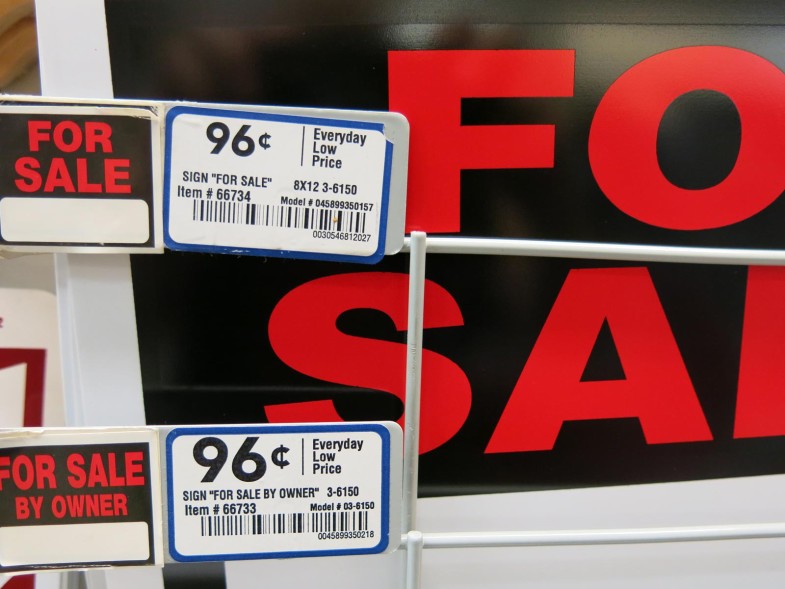 FOR
SALE
96¢
Everyday
Low
Price
SIGN "FOR SALE" 8X12 3-6150
Item # 66734
Model # 045899350157
0030546812027
FO
SA
FOR SALE
BY OWNER
96¢
Everyday
Low
Price
SIGN "FOR SALE BY OWNER" 3-6150
Item # 66733
Model # 03-6150
0045899350218